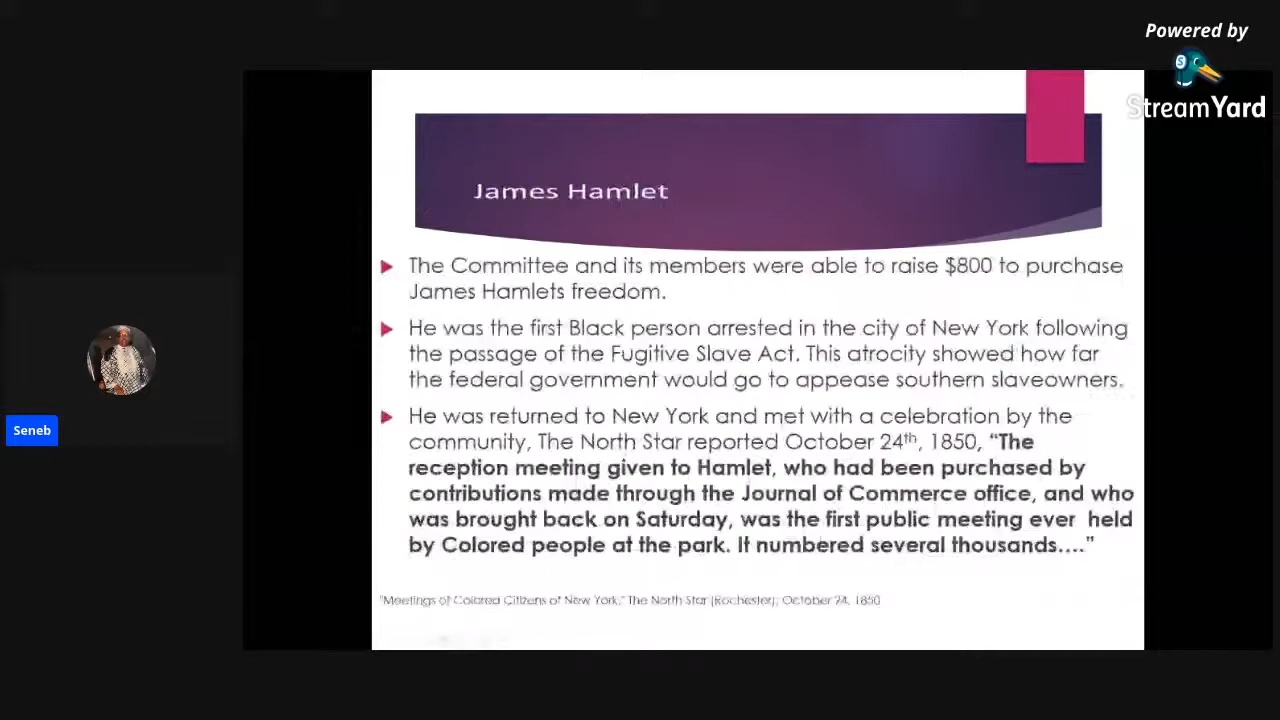 Powered by
StreamYard
James Hamlet
The Committee and its members were able to raise $800 to purchase
James Hamlets freedom.
He was the first Black person arrested in the city of New York following
the passage of the Fugitive Slave Act. This atrocity showed how far
the federal government would go to appease southern slaveowners.
He was returned to New York and met with a celebration by the
community, The North Star reported October 24th, 1850, “The
reception meeting given to Hamlet, who had been purchased by
contributions made through the Journal of Commerce office, and who
was brought back on Saturday, was the first public meeting ever held
by Colored people at the park. It numbered several thousands….”
"Meetings of Colored Citizens of New York," The North Star (Rochester), October 24, 1850
Seneb